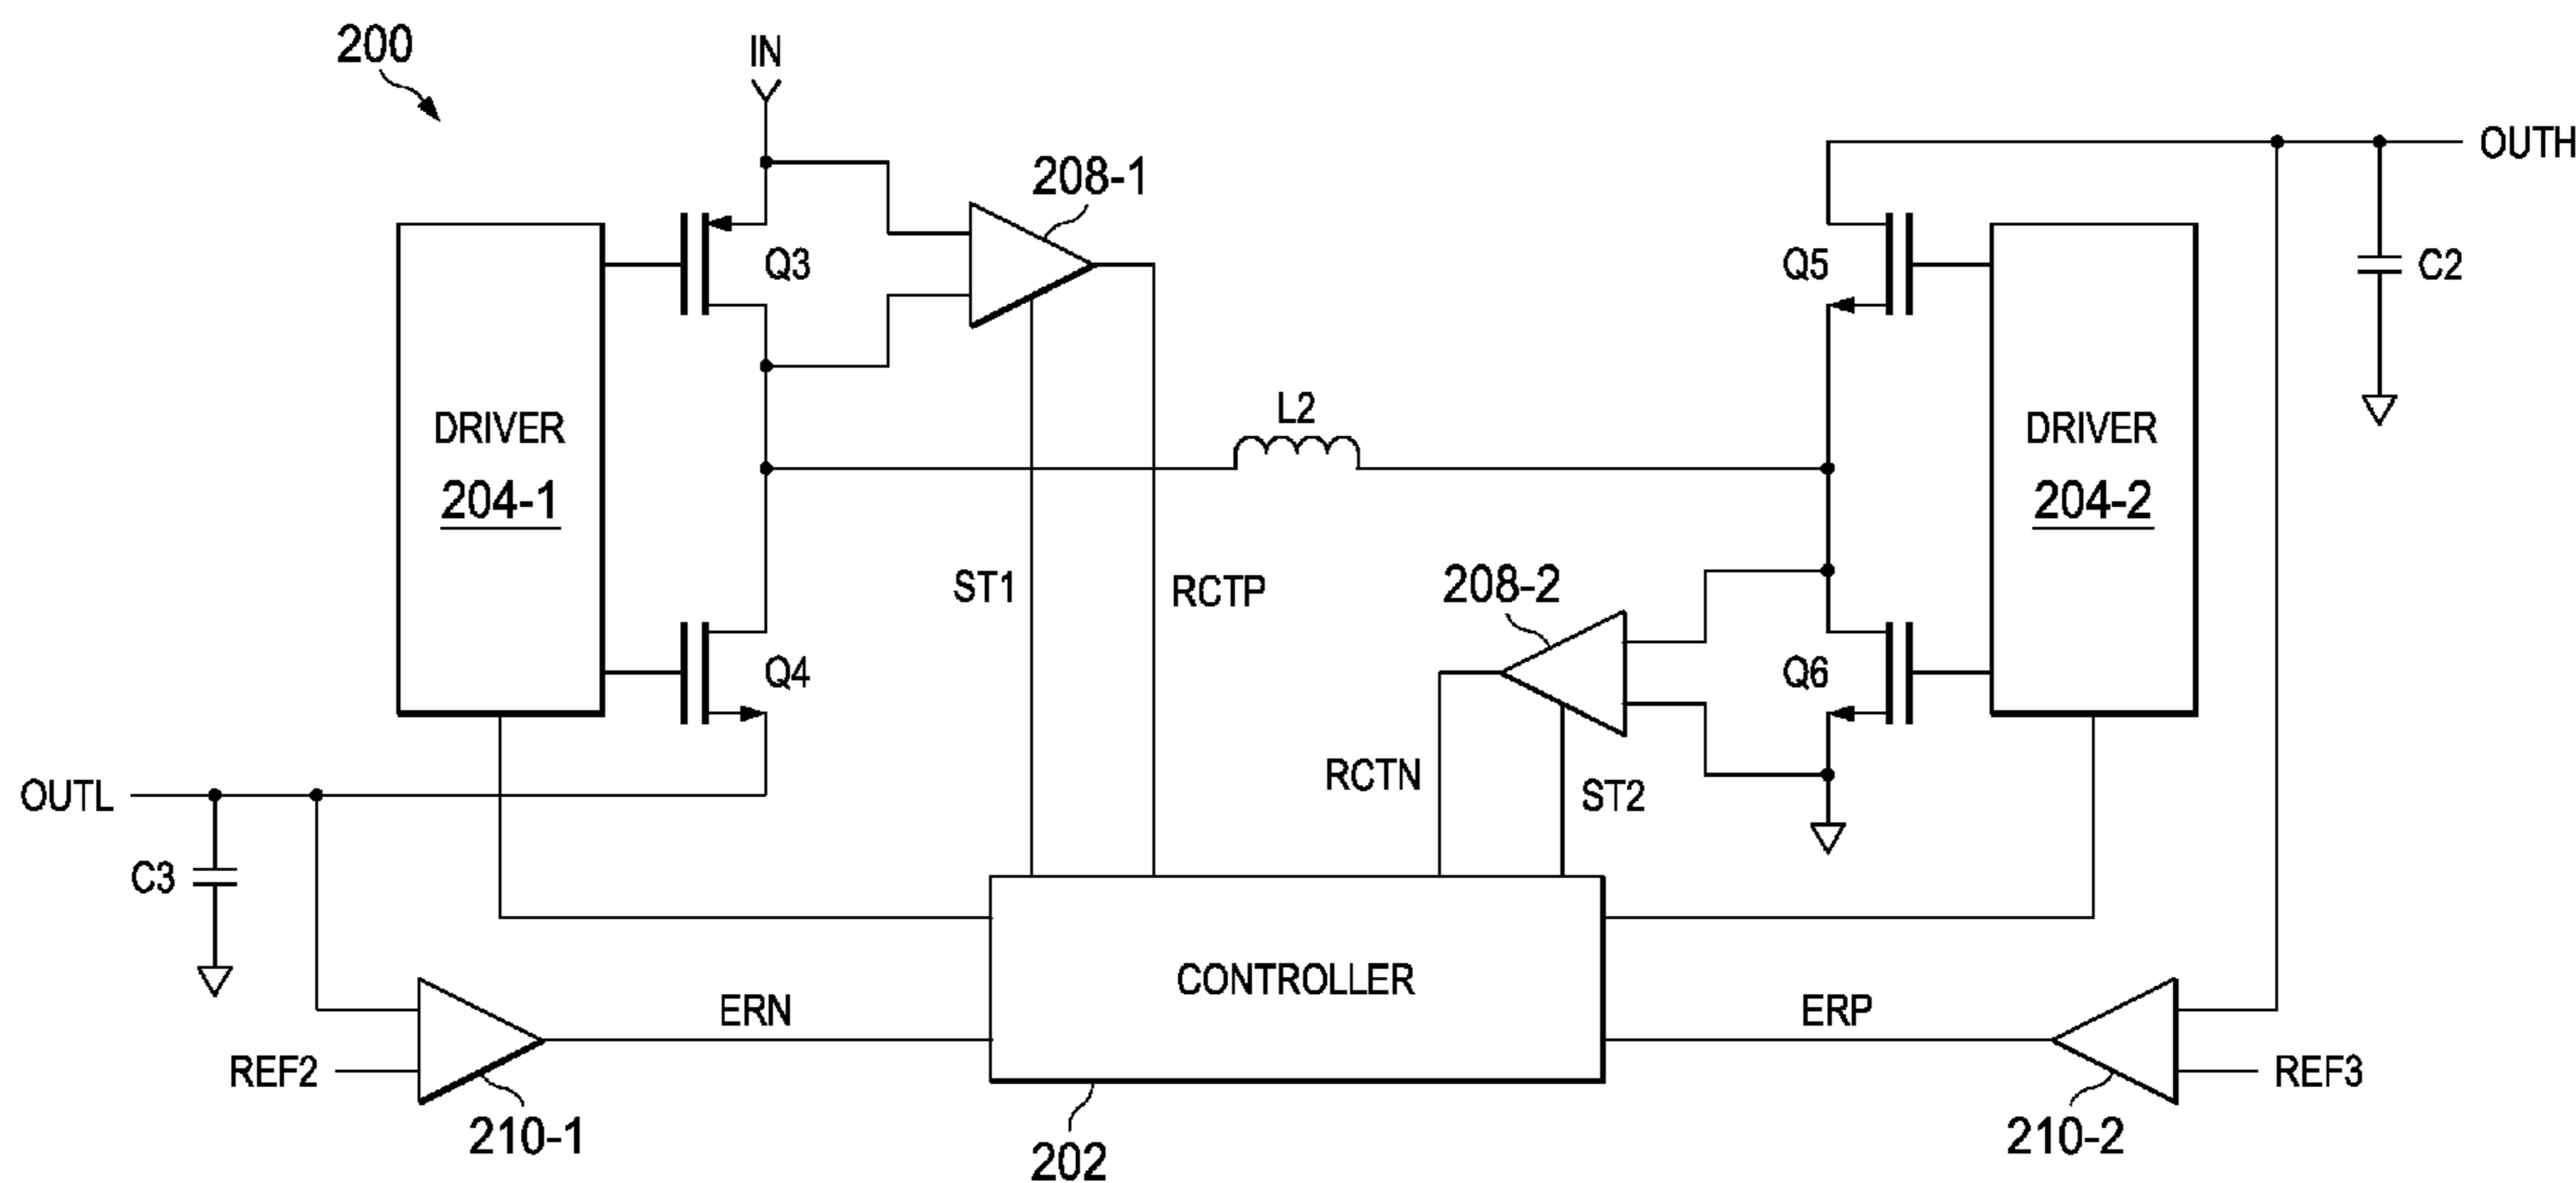 200
IN
208-1
OUTH
Q3
Q5
C2
L2
DRIVER
204-1
DRIVER
204-2
ST1
RCTP
208-2
Q4
Q6
RCTN
ST2
OUTL
C3
CONTROLLER
ERN
ERP
REF2
REF3
210-1
202
210-2